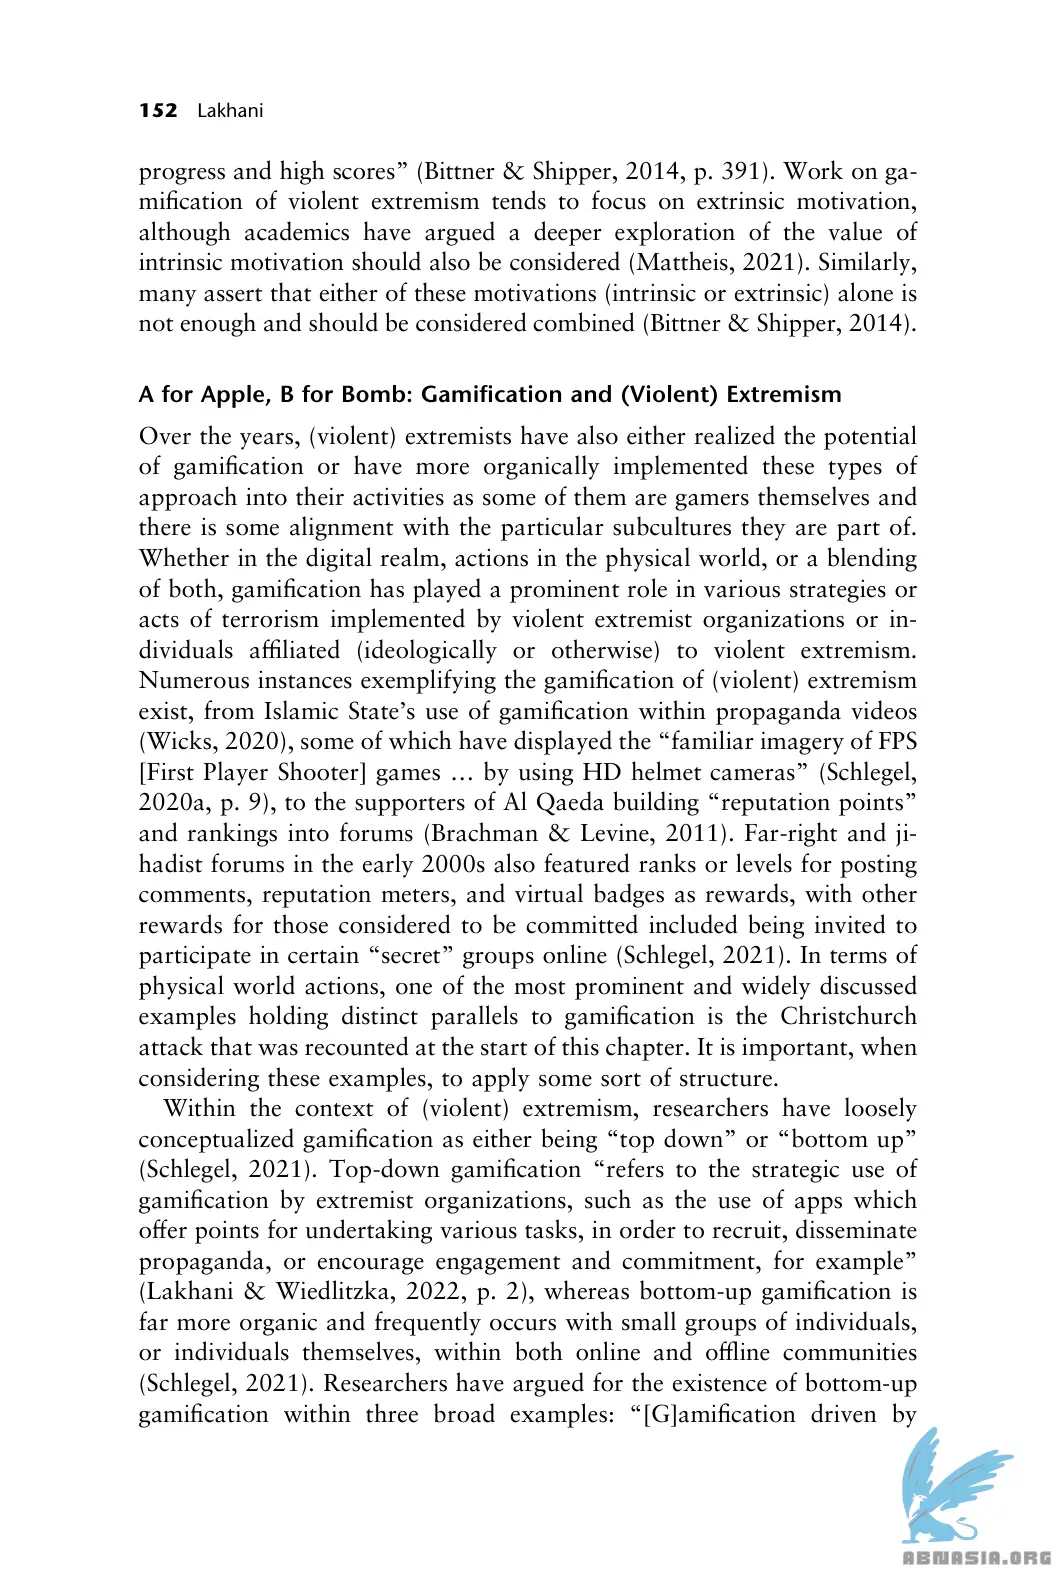 152 Lakhani
progress and high scores” (Bittner & Shipper, 2014, p. 391). Work on ga-
mification of violent extremism tends to focus on extrinsic motivation,
although academics have argued a deeper exploration of the value of
intrinsic motivation should also be considered (Mattheis, 2021). Similarly,
many assert that either of these motivations (intrinsic or extrinsic) alone is
not enough and should be considered combined (Bittner & Shipper, 2014).
A for Apple, B for Bomb: Gamification and (Violent) Extremism
Over the years, (violent) extremists have also either realized the potential
of gamification or have more organically implemented these types of
approach into their activities as some of them are gamers themselves and
there is some alignment with the particular subcultures they are part of.
Whether in the digital realm, actions in the physical world, or a blending
of both, gamification has played a prominent role in various strategies or
acts of terrorism implemented by violent extremist organizations or in-
dividuals affiliated (ideologically or otherwise) to violent extremism.
Numerous instances exemplifying the gamification of (violent) extremism
exist, from Islamic State’s use of gamification within propaganda videos
(Wicks, 2020), some of which have displayed the “familiar imagery of FPS
[First Player Shooter] games … by using HD helmet cameras” (Schlegel,
2020a, p. 9), to the supporters of Al Qaeda building “reputation points”
and rankings into forums (Brachman & Levine, 2011). Far-right and ji-
hadist forums in the early 2000s also featured ranks or levels for posting
comments, reputation meters, and virtual badges as rewards, with other
rewards for those considered to be committed included being invited to
participate in certain “secret” groups online (Schlegel, 2021). In terms of
physical world actions, one of the most prominent and widely discussed
examples holding distinct parallels to gamification is the Christchurch
attack that was recounted at the start of this chapter. It is important, when
considering these examples, to apply some sort of structure.
Within the context of (violent) extremism, researchers have loosely
conceptualized gamification as either being “top down” or “bottom up”
(Schlegel, 2021). Top-down gamification “refers to the strategic use of
gamification by extremist organizations, such as the use of apps which
offer points for undertaking various tasks, in order to recruit, disseminate
propaganda, or encourage engagement and commitment, for example”
(Lakhani & Wiedlitzka, 2022, p. 2), whereas bottom-up gamification is
far more organic and frequently occurs with small groups of individuals,
or individuals themselves, within both online and offline communities
(Schlegel, 2021). Researchers have argued for the existence of bottom-up
gamification within three broad examples: “[G]amification driven by
ABNASIA.ORG